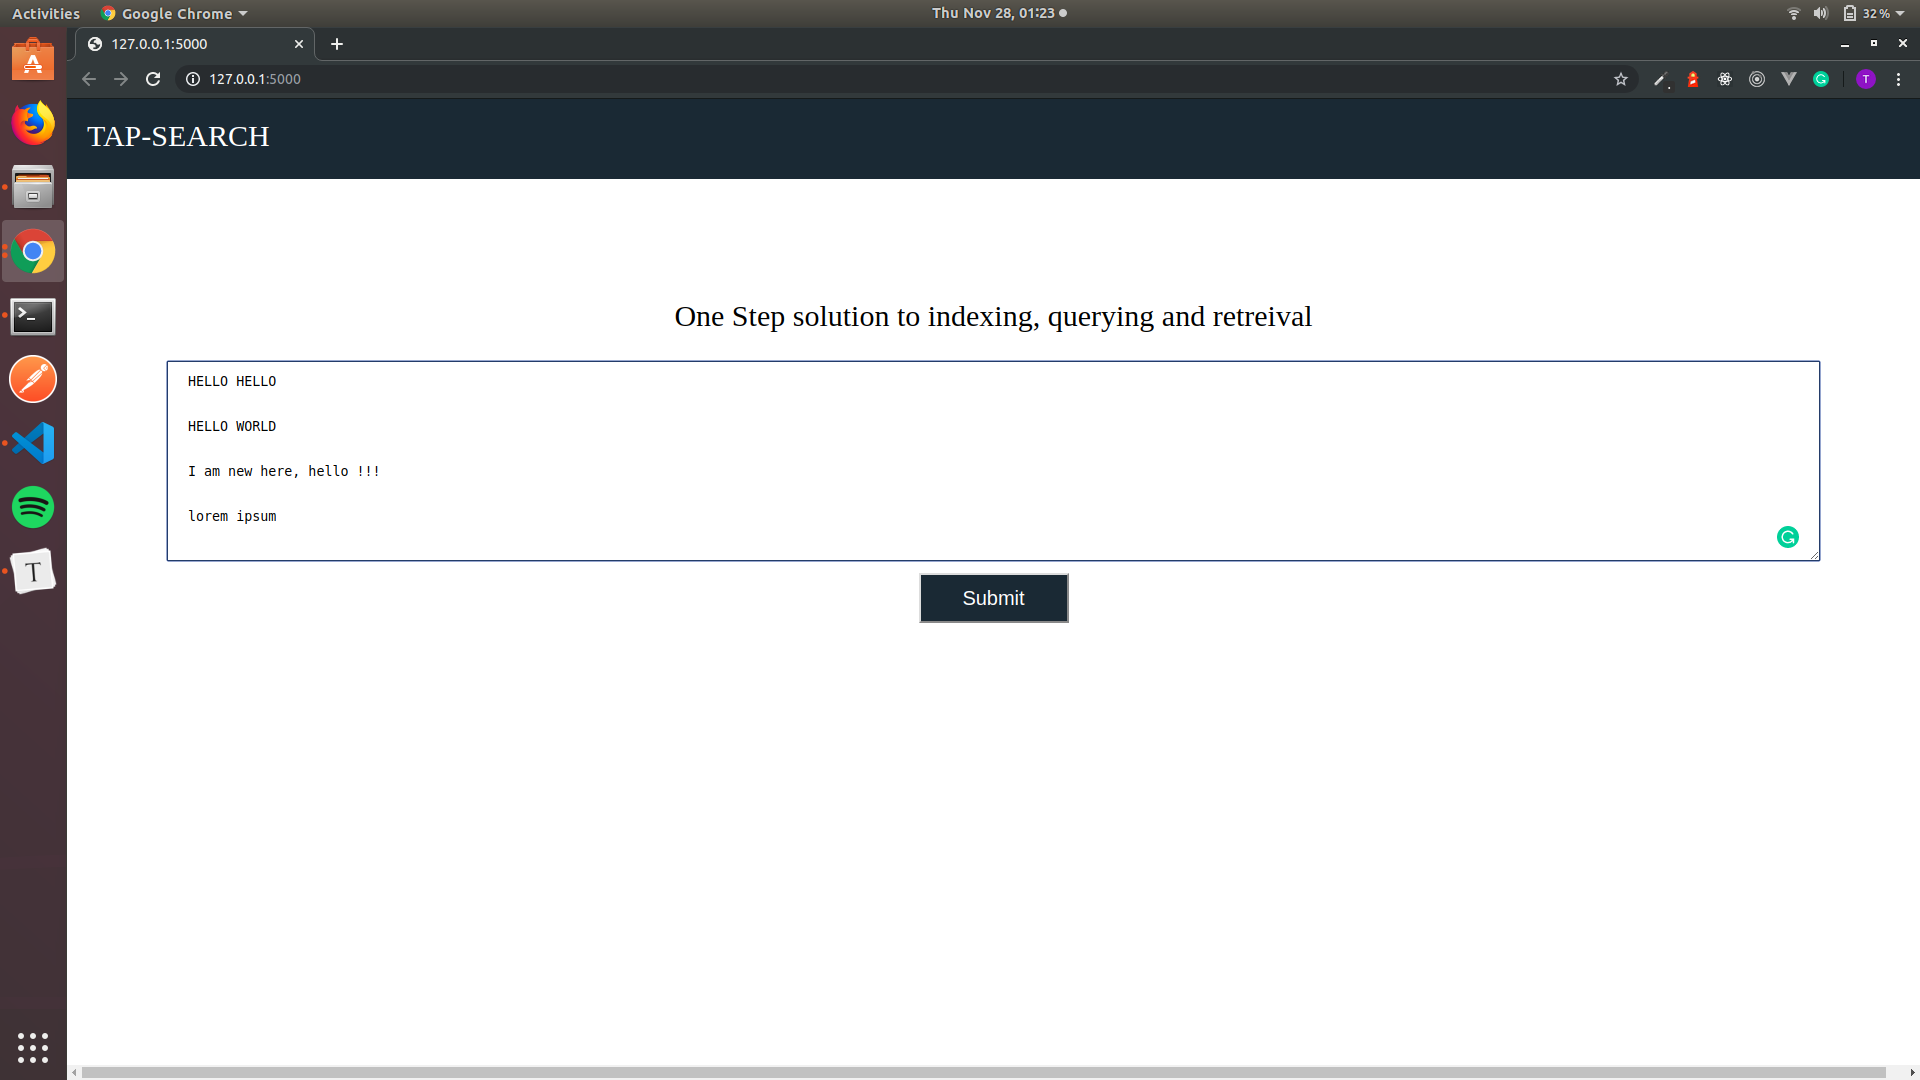 Activities Google Chrome Thu Nov 28, 01:23 32 %
127.0.0.1:5000
127.0.0.1:5000 T
TAP-SEARCH
One Step solution to indexing, querying and retreival
HELLO HELLO
HELLO WORLD
I am new here, hello !!!
lorem ipsum
Submit
T